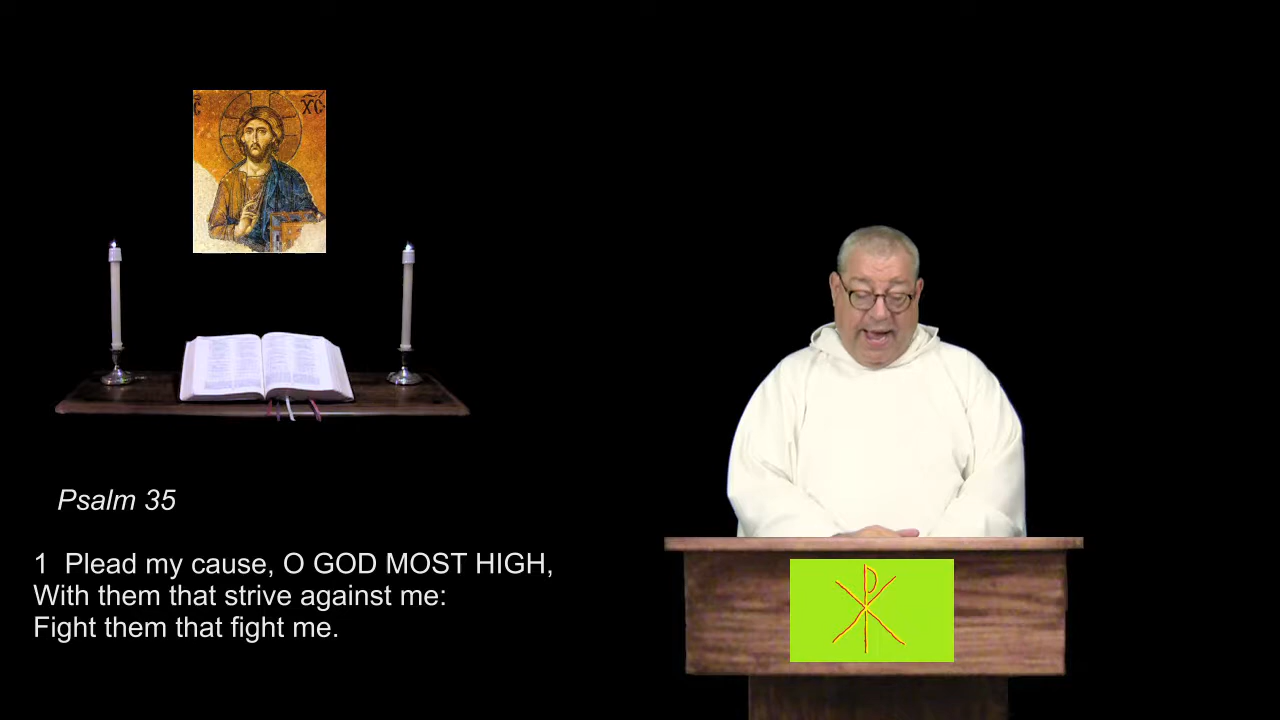 XC
Psalm 35
1 Plead my cause, O GOD MOST HIGH,
With them that strive against me:
Fight them that fight me.